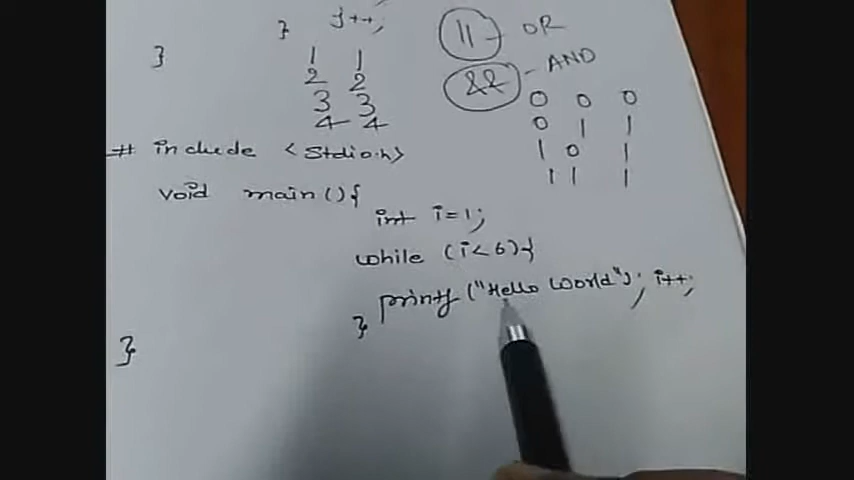 } j++;
}
1 1
2 2
3 3
4 4
|| - OR
&& - AND
0 0 0
0 1 1
1 0 1
1 1 1
# include <Stdio.h>
void main(){
int i=1;
while (i<6){
printf ("Hello World"); i++;
}
}